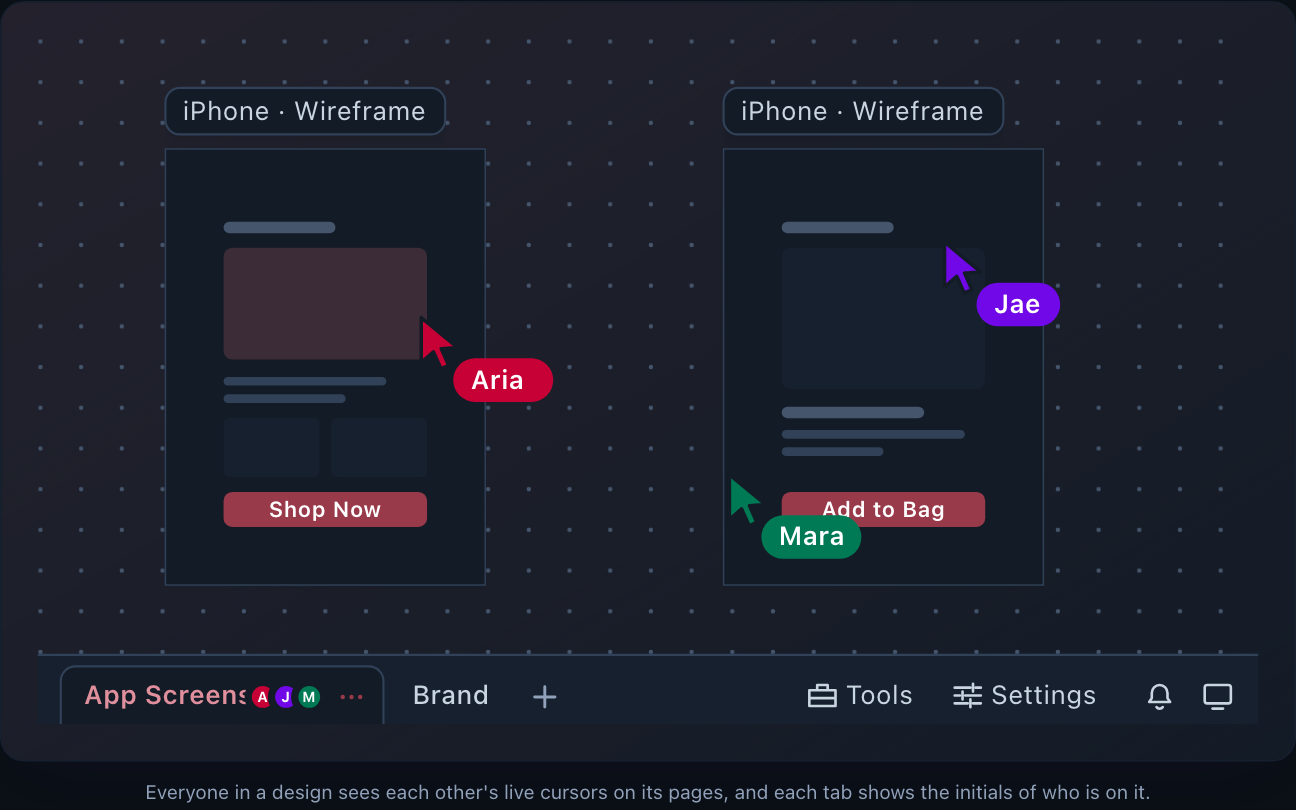 iPhone · Wireframe
iPhone · Wireframe
Jae
Aria
Shop Now
Add to Bag
Mara
App Screens A J M ··· Brand + Tools Settings
Everyone in a design sees each other's live cursors on its pages, and each tab shows the initials of who is on it.